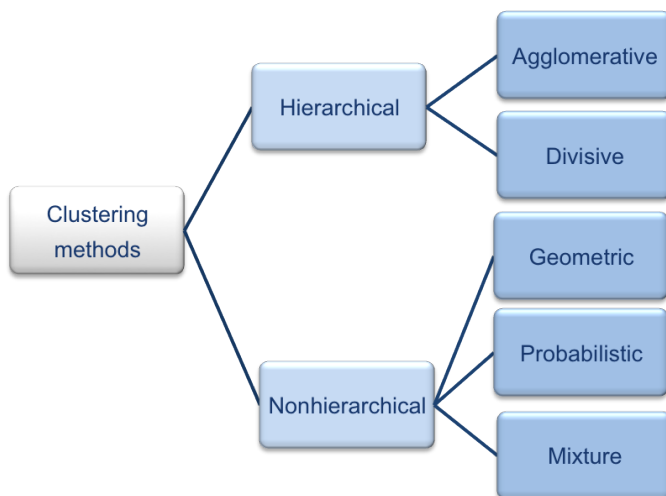 Clustering
methods
Hierarchical
Agglomerative
Divisive
Nonhierarchical
Geometric
Probabilistic
Mixture